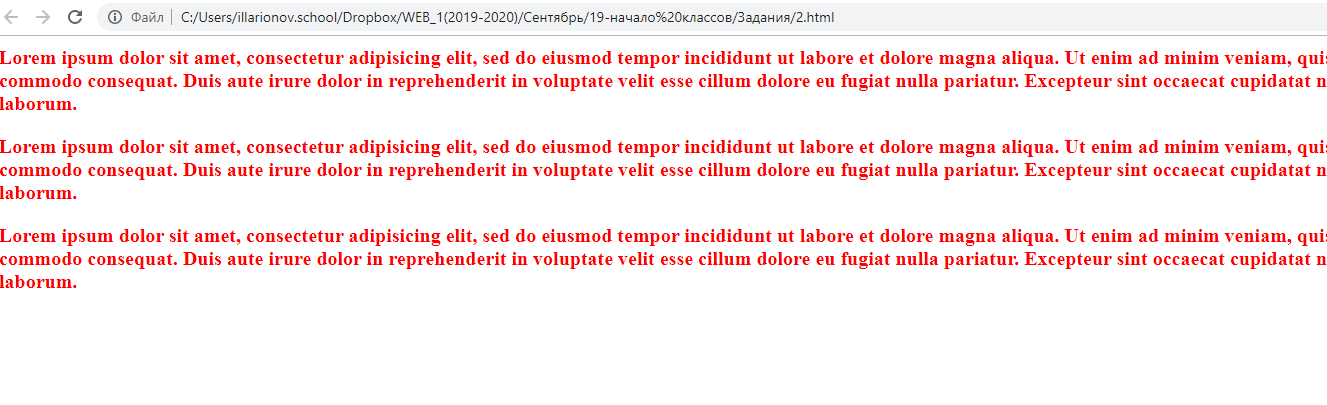 Файл | C:/Users/illarionov.school/Dropbox/WEB_1(2019-2020)/Сентябрь/19-начало%20классов/Задания/2.html
Lorem ipsum dolor sit amet, consectetur adipisicing elit, sed do eiusmod tempor incididunt ut labore et dolore magna aliqua. Ut enim ad minim veniam, quis
commodo consequat. Duis aute irure dolor in reprehenderit in voluptate velit esse cillum dolore eu fugiat nulla pariatur. Excepteur sint occaecat cupidatat n
laborum.
Lorem ipsum dolor sit amet, consectetur adipisicing elit, sed do eiusmod tempor incididunt ut labore et dolore magna aliqua. Ut enim ad minim veniam, quis
commodo consequat. Duis aute irure dolor in reprehenderit in voluptate velit esse cillum dolore eu fugiat nulla pariatur. Excepteur sint occaecat cupidatat n
laborum.
Lorem ipsum dolor sit amet, consectetur adipisicing elit, sed do eiusmod tempor incididunt ut labore et dolore magna aliqua. Ut enim ad minim veniam, quis
commodo consequat. Duis aute irure dolor in reprehenderit in voluptate velit esse cillum dolore eu fugiat nulla pariatur. Excepteur sint occaecat cupidatat n
laborum.